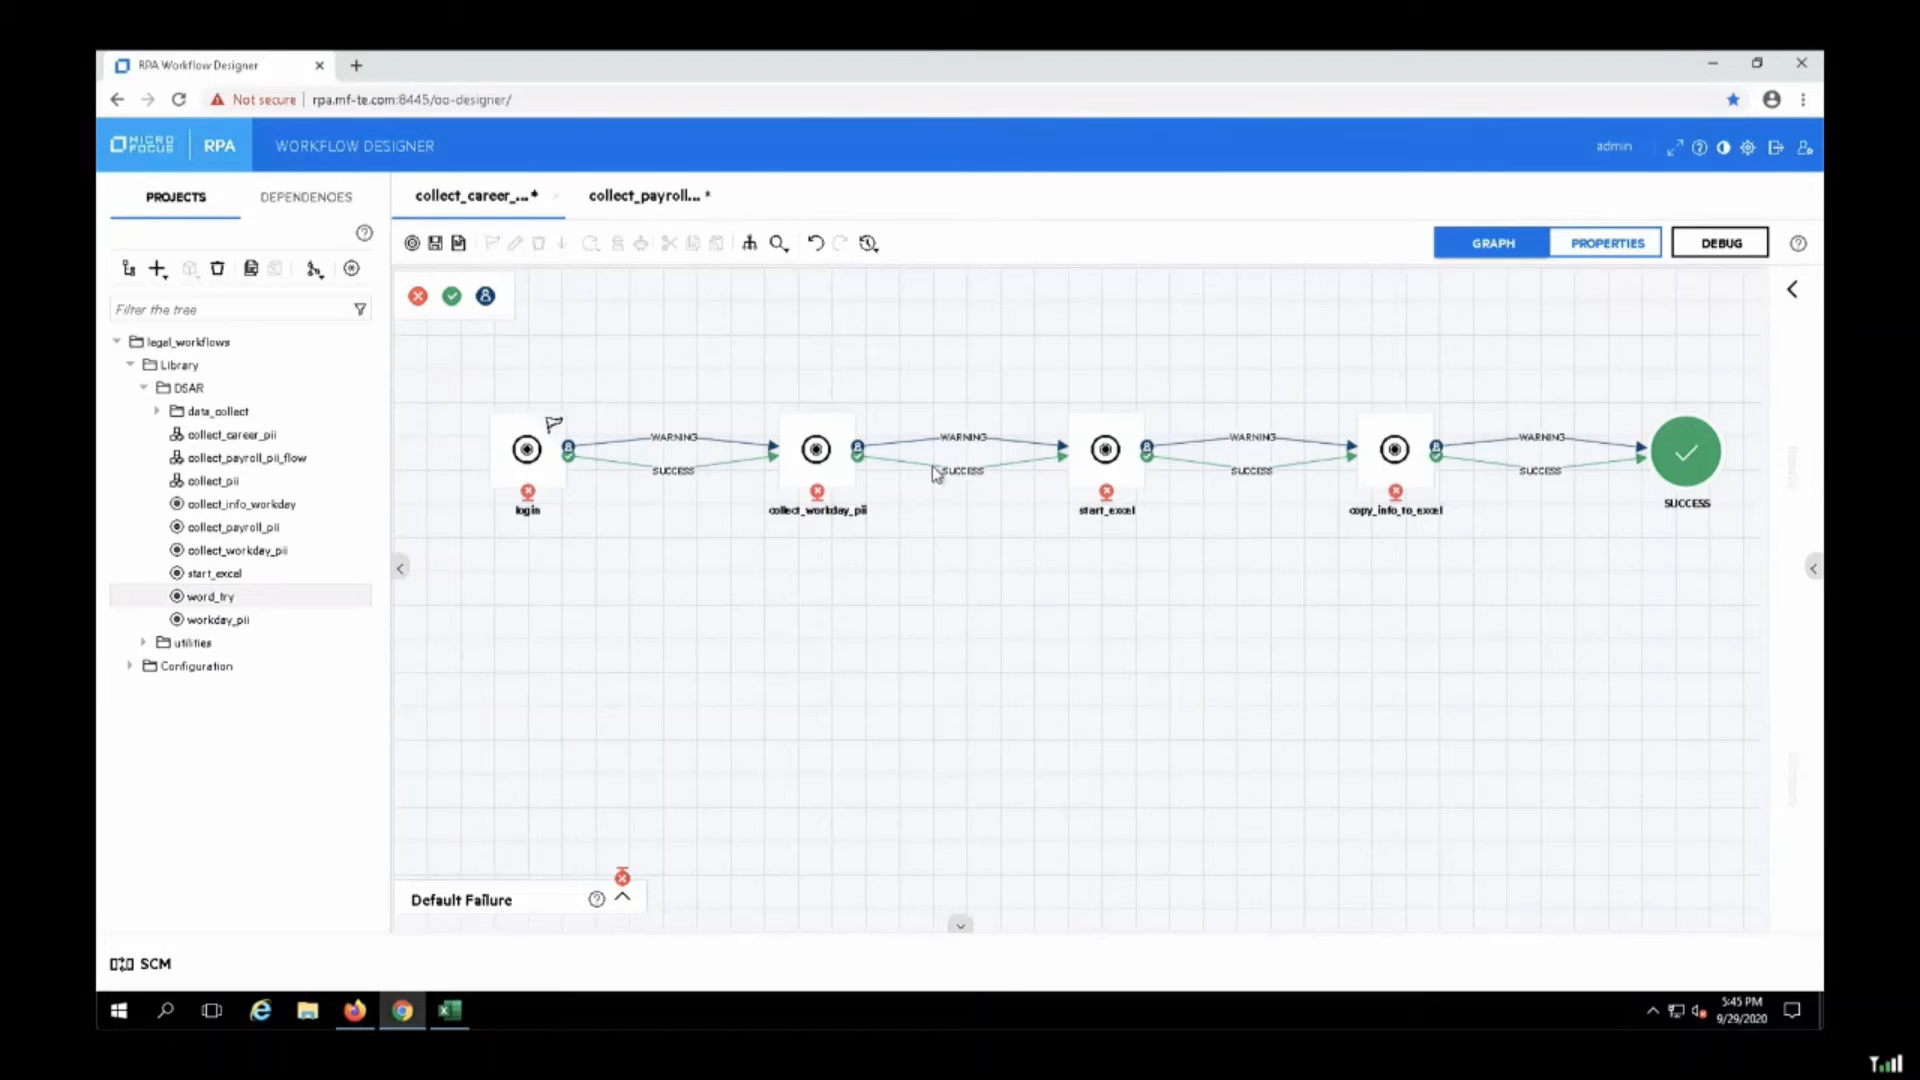 RPA Workflow Designer
Not secure | rpa.mf-te.com:8445/oo-designer/
MICRO FOCUS
RPA
WORKFLOW DESIGNER
admin
PROJECTS
DEPENDENCIES
collect_career_...*
collect_payroll... *
GRAPH
PROPERTIES
DEBUG
Filter the tree
legal_workflows
Library
DSAR
data_collect
collect_career_pii
collect_payroll_pii_flow
collect_pii
collect_info_workday
collect_payroll_pii
collect_workday_pii
start_excel
word_try
workday_pii
utilities
Configuration
WARNING
WARNING
WARNING
WARNING
SUCCESS
SUCCESS
SUCCESS
SUCCESS
login
collect_workday_pii
start_excel
copy_info_to_excel
SUCCESS
Inputs
Default Failure
SCM
5:45 PM
9/29/2020